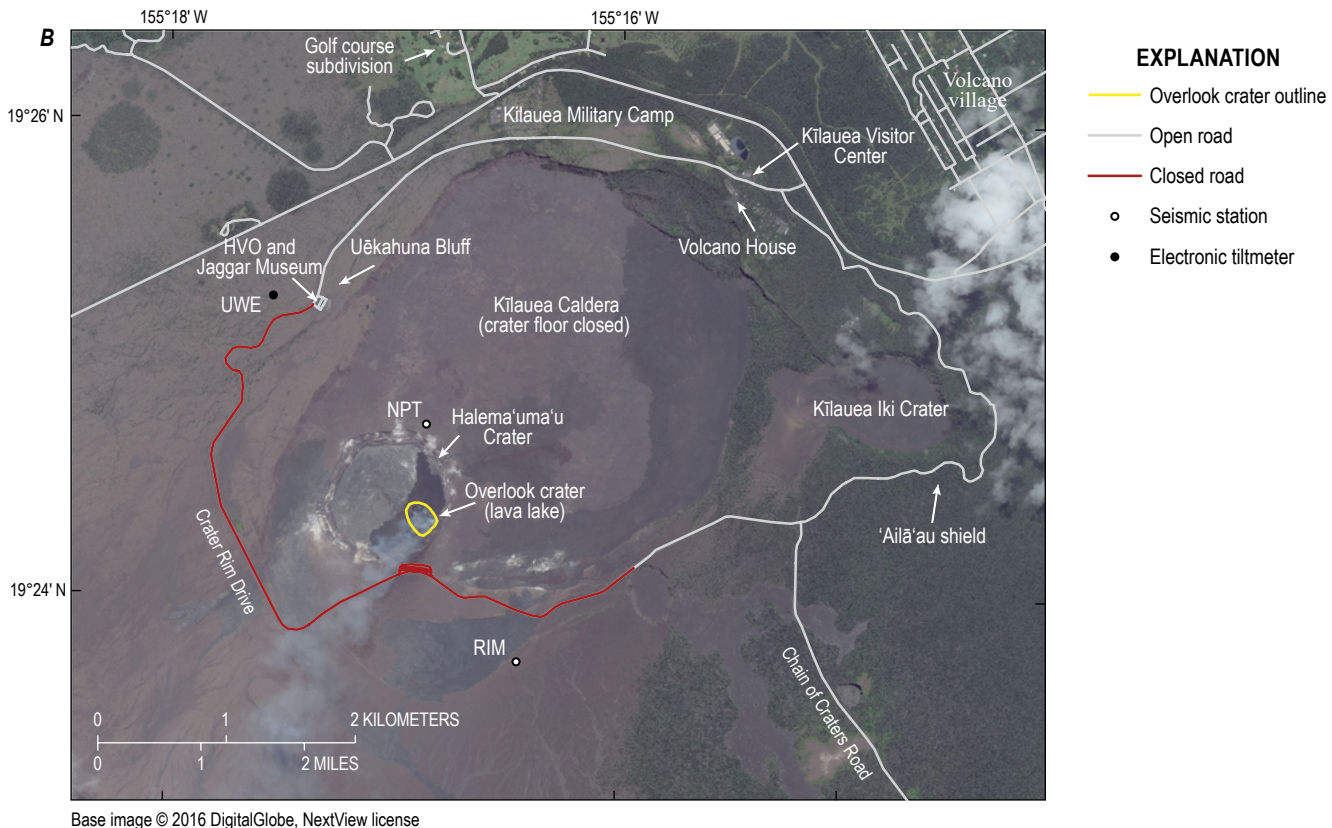 B
155°18′ W
155°16′ W
19°26′ N
19°24′ N
Golf course
subdivision
Kīlauea Military Camp
Volcano
village
Kīlauea Visitor
Center
Volcano House
HVO and
Jaggar Museum
Uēkahuna Bluff
UWE
Kīlauea Caldera
(crater floor closed)
Kīlauea Iki Crater
NPT
Halemaʻumaʻu
Crater
Overlook crater
(lava lake)
ʻAilāʻau shield
Crater Rim Drive
RIM
Chain of Craters Road
0 1 2 KILOMETERS
0 1 2 MILES
EXPLANATION
Overlook crater outline
Open road
Closed road
Seismic station
Electronic tiltmeter
Base image © 2016 DigitalGlobe, NextView license